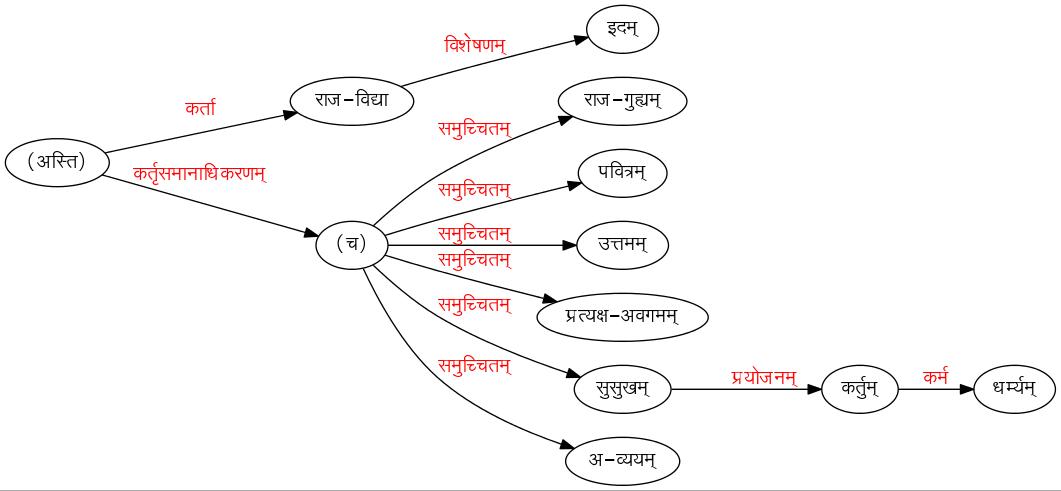 इदम्
विशेषणम्
राज-विद्या
राज-गुह्यम्
कर्ता
समुच्चितम्
(अस्ति)
पवित्रम्
कर्तृसमानाधिकरणम्
समुच्चितम्
समुच्चितम्
(च)
उत्तमम्
समुच्चितम्
समुच्चितम्
प्रत्यक्ष-अवगमम्
समुच्चितम्
सुसुखम्
प्रयोजनम्
कर्तुम्
कर्म
धर्म्यम्
अ-व्ययम्